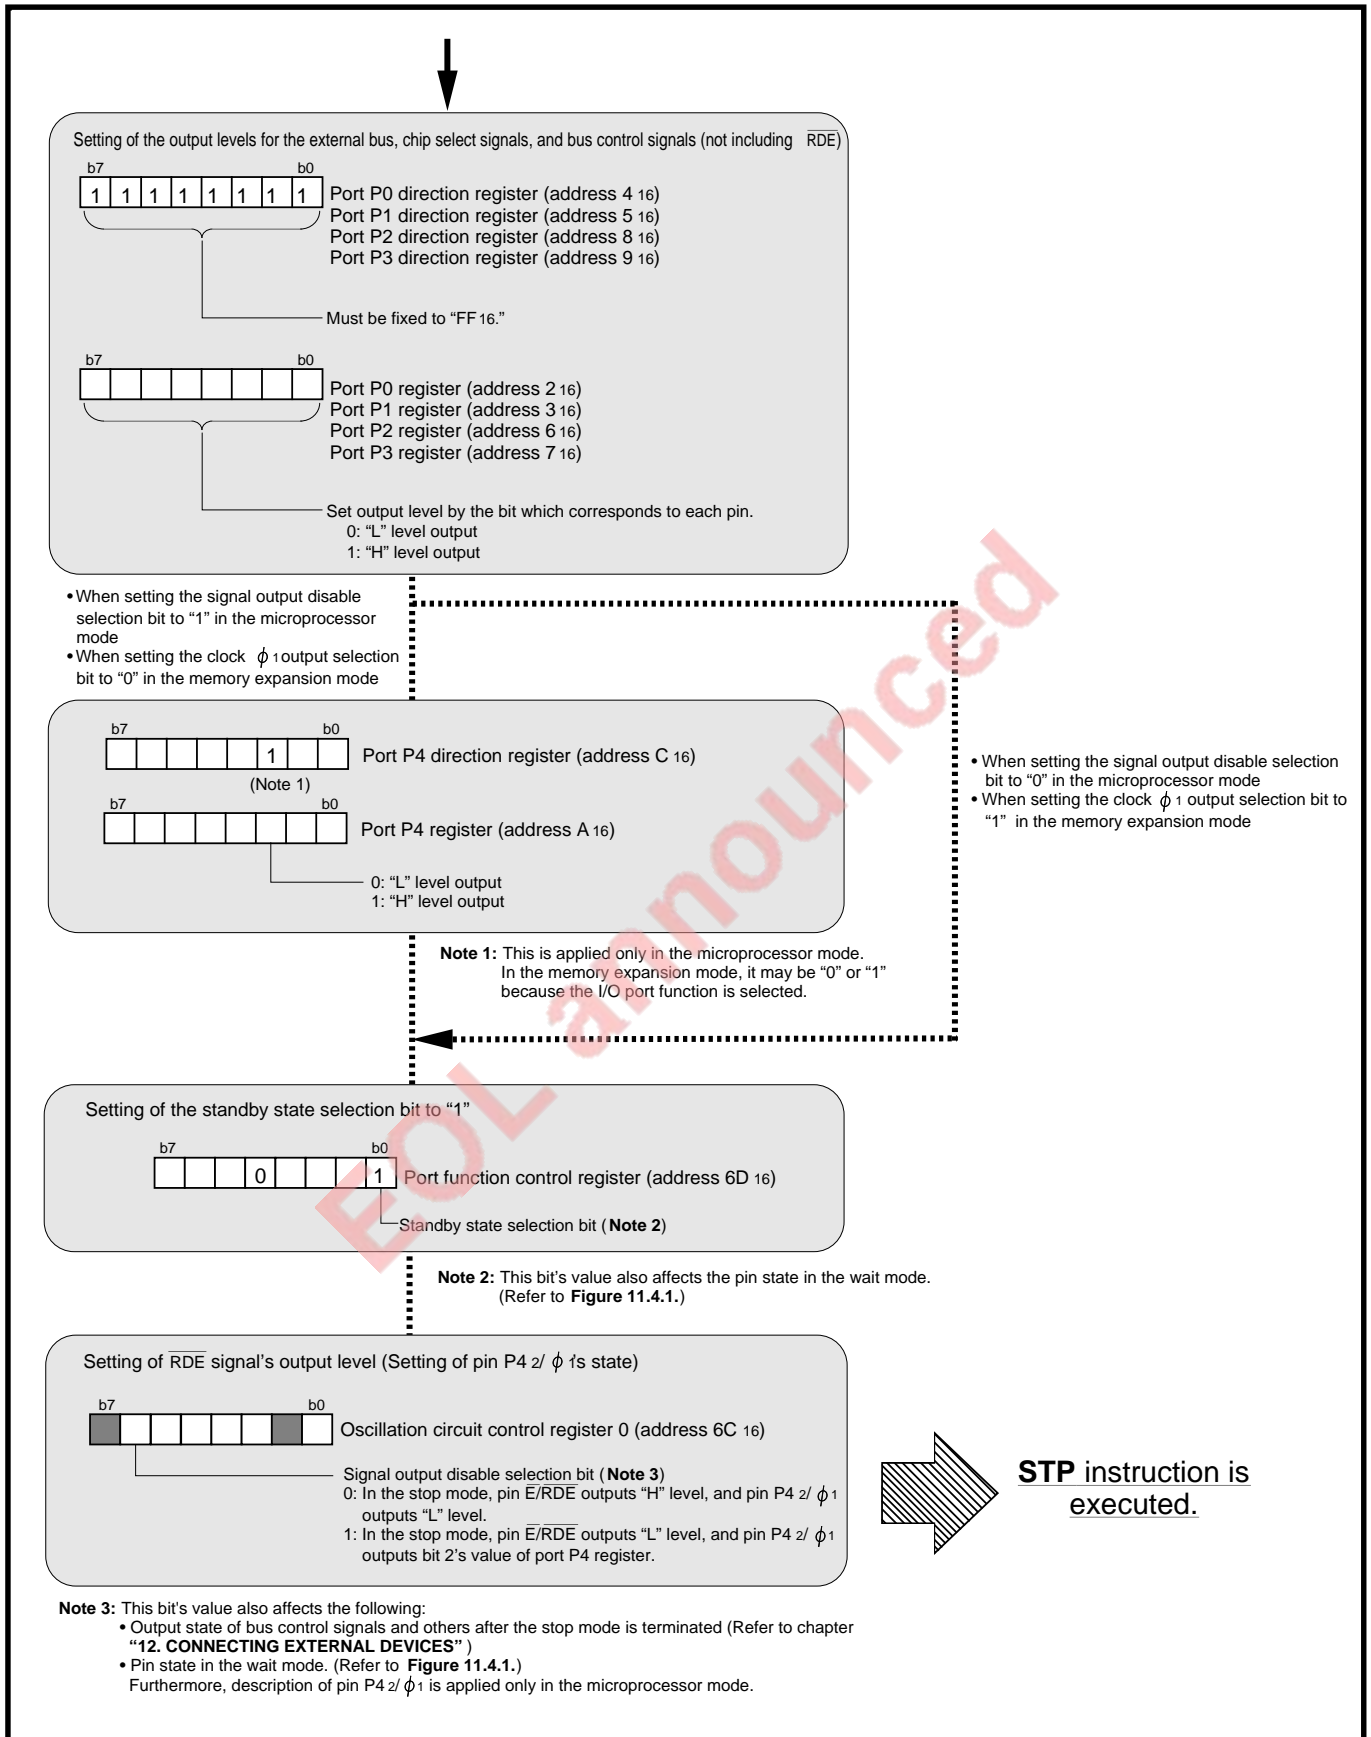 Setting of the output levels for the external bus, chip select signals, and bus control signals (not including RDE)
b7 b0
1 1 1 1 1 1 1 1 Port P0 direction register (address 4 16)
Port P1 direction register (address 5 16)
Port P2 direction register (address 8 16)
Port P3 direction register (address 9 16)
Must be fixed to “FF 16.”
b7 b0
Port P0 register (address 2 16)
Port P1 register (address 3 16)
Port P2 register (address 6 16)
Port P3 register (address 7 16)
Set output level by the bit which corresponds to each pin.
0: “L” level output
1: “H” level output
• When setting the signal output disable
selection bit to “1” in the microprocessor
mode
• When setting the clock ϕ 1 output selection
bit to “0” in the memory expansion mode
b7 b0
1 Port P4 direction register (address C 16)
(Note 1)
b7 b0
Port P4 register (address A 16)
0: “L” level output
1: “H” level output
• When setting the signal output disable selection
bit to “0” in the microprocessor mode
• When setting the clock ϕ 1 output selection bit to
“1” in the memory expansion mode
Note 1: This is applied only in the microprocessor mode.
In the memory expansion mode, it may be “0” or “1”
because the I/O port function is selected.
Setting of the standby state selection bit to “1”
b7 b0
0 1 Port function control register (address 6D 16)
Standby state selection bit (Note 2)
Note 2: This bit’s value also affects the pin state in the wait mode.
(Refer to Figure 11.4.1.)
Setting of RDE signal’s output level (Setting of pin P4 2/ ϕ 1’s state)
b7 b0
Oscillation circuit control register 0 (address 6C 16)
Signal output disable selection bit (Note 3)
0: In the stop mode, pin E/RDE outputs “H” level, and pin P4 2/ ϕ 1
outputs “L” level.
1: In the stop mode, pin E/RDE outputs “L” level, and pin P4 2/ ϕ 1
outputs bit 2’s value of port P4 register.
STP instruction is
executed.
Note 3: This bit's value also affects the following:
• Output state of bus control signals and others after the stop mode is terminated (Refer to chapter
“12. CONNECTING EXTERNAL DEVICES” )
• Pin state in the wait mode. (Refer to Figure 11.4.1.)
Furthermore, description of pin P4 2/ ϕ 1 is applied only in the microprocessor mode.
EOL announced